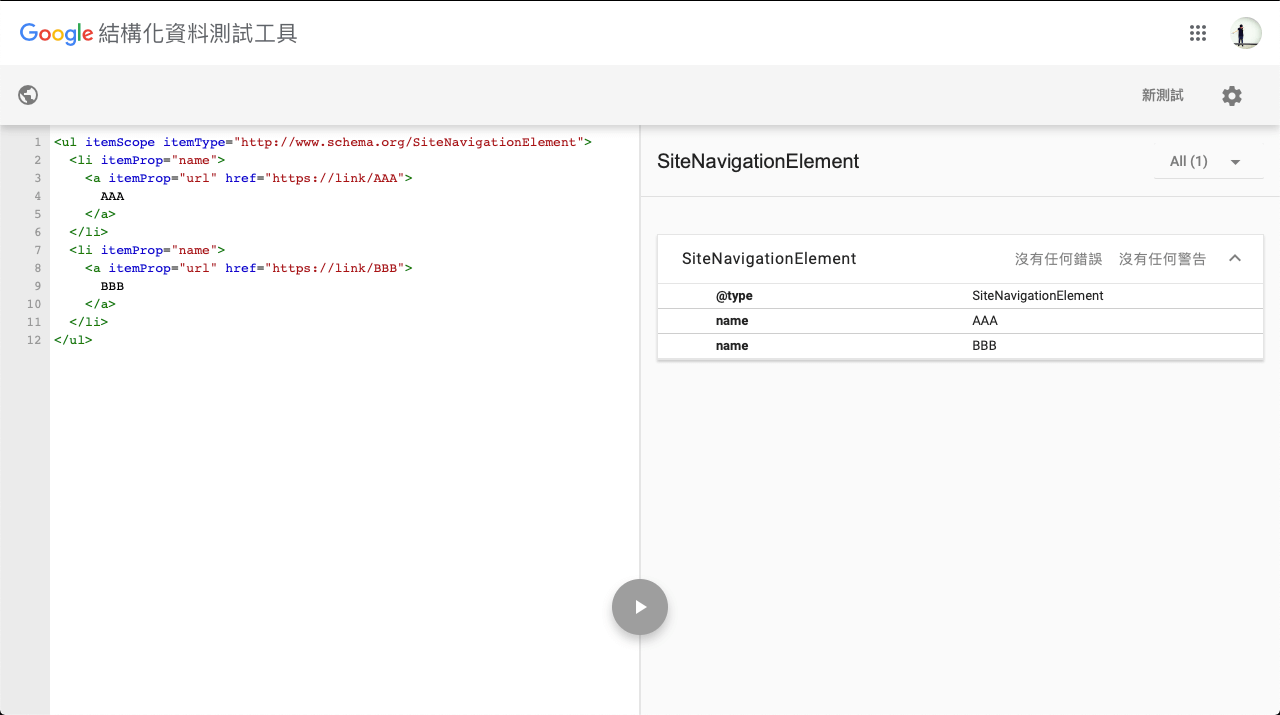 Google 結構化資料測試工具
新測試
1 <ul itemScope itemType="http://www.schema.org/SiteNavigationElement">
2 <li itemProp="name">
3 <a itemProp="url" href="https://link/AAA">
4 AAA
5 </a>
6 </li>
7 <li itemProp="name">
8 <a itemProp="url" href="https://link/BBB">
9 BBB
10 </a>
11 </li>
12 </ul>
SiteNavigationElement All (1)
SiteNavigationElement 沒有任何錯誤 沒有任何警告
@type SiteNavigationElement
name AAA
name BBB